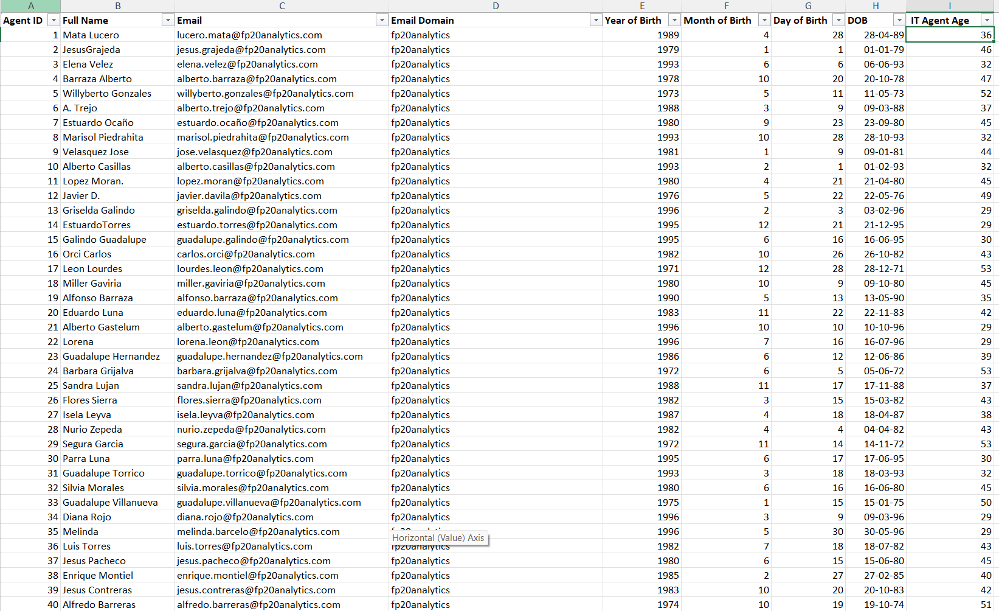 A B C D E F G H I
Agent ID Full Name Email Email Domain Year of Birth Month of Birth Day of Birth DOB IT Agent Age
1 Mata Lucero lucero.mata@fp20analytics.com fp20analytics 1989 4 28 28-04-89 36
2 JesusGrajeda jesus.grajeda@fp20analytics.com fp20analytics 1979 1 1 01-01-79 46
3 Elena Velez elena.velez@fp20analytics.com fp20analytics 1993 6 6 06-06-93 32
4 Barraza Alberto alberto.barraza@fp20analytics.com fp20analytics 1978 10 20 20-10-78 47
5 Willyberto Gonzales willyberto.gonzales@fp20analytics.com fp20analytics 1973 5 11 11-05-73 52
6 A. Trejo alberto.trejo@fp20analytics.com fp20analytics 1988 3 9 09-03-88 37
7 Estuardo Ocaño estuardo.ocaño@fp20analytics.com fp20analytics 1980 9 23 23-09-80 45
8 Marisol Piedrahita marisol.piedrahita@fp20analytics.com fp20analytics 1993 10 28 28-10-93 32
9 Velasquez Jose jose.velasquez@fp20analytics.com fp20analytics 1981 1 9 09-01-81 44
10 Alberto Casillas alberto.casillas@fp20analytics.com fp20analytics 1993 2 1 01-02-93 32
11 Lopez Moran. lopez.moran@fp20analytics.com fp20analytics 1980 4 21 21-04-80 45
12 Javier D. javier.davila@fp20analytics.com fp20analytics 1976 5 22 22-05-76 49
13 Griselda Galindo griselda.galindo@fp20analytics.com fp20analytics 1996 2 3 03-02-96 29
14 EstuardoTorres estuardo.torres@fp20analytics.com fp20analytics 1995 12 21 21-12-95 29
15 Galindo Guadalupe guadalupe.galindo@fp20analytics.com fp20analytics 1995 6 16 16-06-95 30
16 Orci Carlos carlos.orci@fp20analytics.com fp20analytics 1982 10 26 26-10-82 43
17 Leon Lourdes lourdes.leon@fp20analytics.com fp20analytics 1971 12 28 28-12-71 53
18 Miller Gaviria miller.gaviria@fp20analytics.com fp20analytics 1980 10 9 09-10-80 45
19 Alfonso Barraza alfonso.barraza@fp20analytics.com fp20analytics 1990 5 13 13-05-90 35
20 Eduardo Luna eduardo.luna@fp20analytics.com fp20analytics 1983 11 22 22-11-83 42
21 Alberto Gastelum alberto.gastelum@fp20analytics.com fp20analytics 1996 10 10 10-10-96 29
22 Lorena lorena.leon@fp20analytics.com fp20analytics 1996 7 16 16-07-96 29
23 Guadalupe Hernandez guadalupe.hernandez@fp20analytics.com fp20analytics 1986 6 12 12-06-86 39
24 Barbara Grijalva barbara.grijalva@fp20analytics.com fp20analytics 1972 6 5 05-06-72 53
25 Sandra Lujan sandra.lujan@fp20analytics.com fp20analytics 1988 11 17 17-11-88 37
26 Flores Sierra flores.sierra@fp20analytics.com fp20analytics 1982 3 15 15-03-82 43
27 Isela Leyva isela.leyva@fp20analytics.com fp20analytics 1987 4 18 18-04-87 38
28 Nurio Zepeda nurio.zepeda@fp20analytics.com fp20analytics 1982 4 4 04-04-82 43
29 Segura Garcia segura.garcia@fp20analytics.com fp20analytics 1972 11 14 14-11-72 53
30 Parra Luna parra.luna@fp20analytics.com fp20analytics 1995 6 17 17-06-95 30
31 Guadalupe Torrico guadalupe.torrico@fp20analytics.com fp20analytics 1993 3 18 18-03-93 32
32 Silvia Morales silvia.morales@fp20analytics.com fp20analytics 1980 6 16 16-06-80 45
33 Guadalupe Villanueva guadalupe.villanueva@fp20analytics.com fp20analytics 1975 1 15 15-01-75 50
34 Diana Rojo diana.rojo@fp20analytics.com fp20analytics 1996 3 9 09-03-96 29
35 Melinda melinda.barcelo@fp20analytics.com 1996 5 30 30-05-96 29
Horizontal (Value) Axis
36 Luis Torres luis.torres@fp20analytics.com fp20analytics 1982 7 18 18-07-82 43
37 Jesus Pacheco jesus.pacheco@fp20analytics.com fp20analytics 1980 6 15 15-06-80 45
38 Enrique Montiel enrique.montiel@fp20analytics.com fp20analytics 1985 2 27 27-02-85 40
39 Jesus Contreras jesus.contreras@fp20analytics.com fp20analytics 1983 10 20 20-10-83 42
40 Alfredo Barreras alfredo.barreras@fp20analytics.com fp20analytics 1974 10 19 19-10-74 51